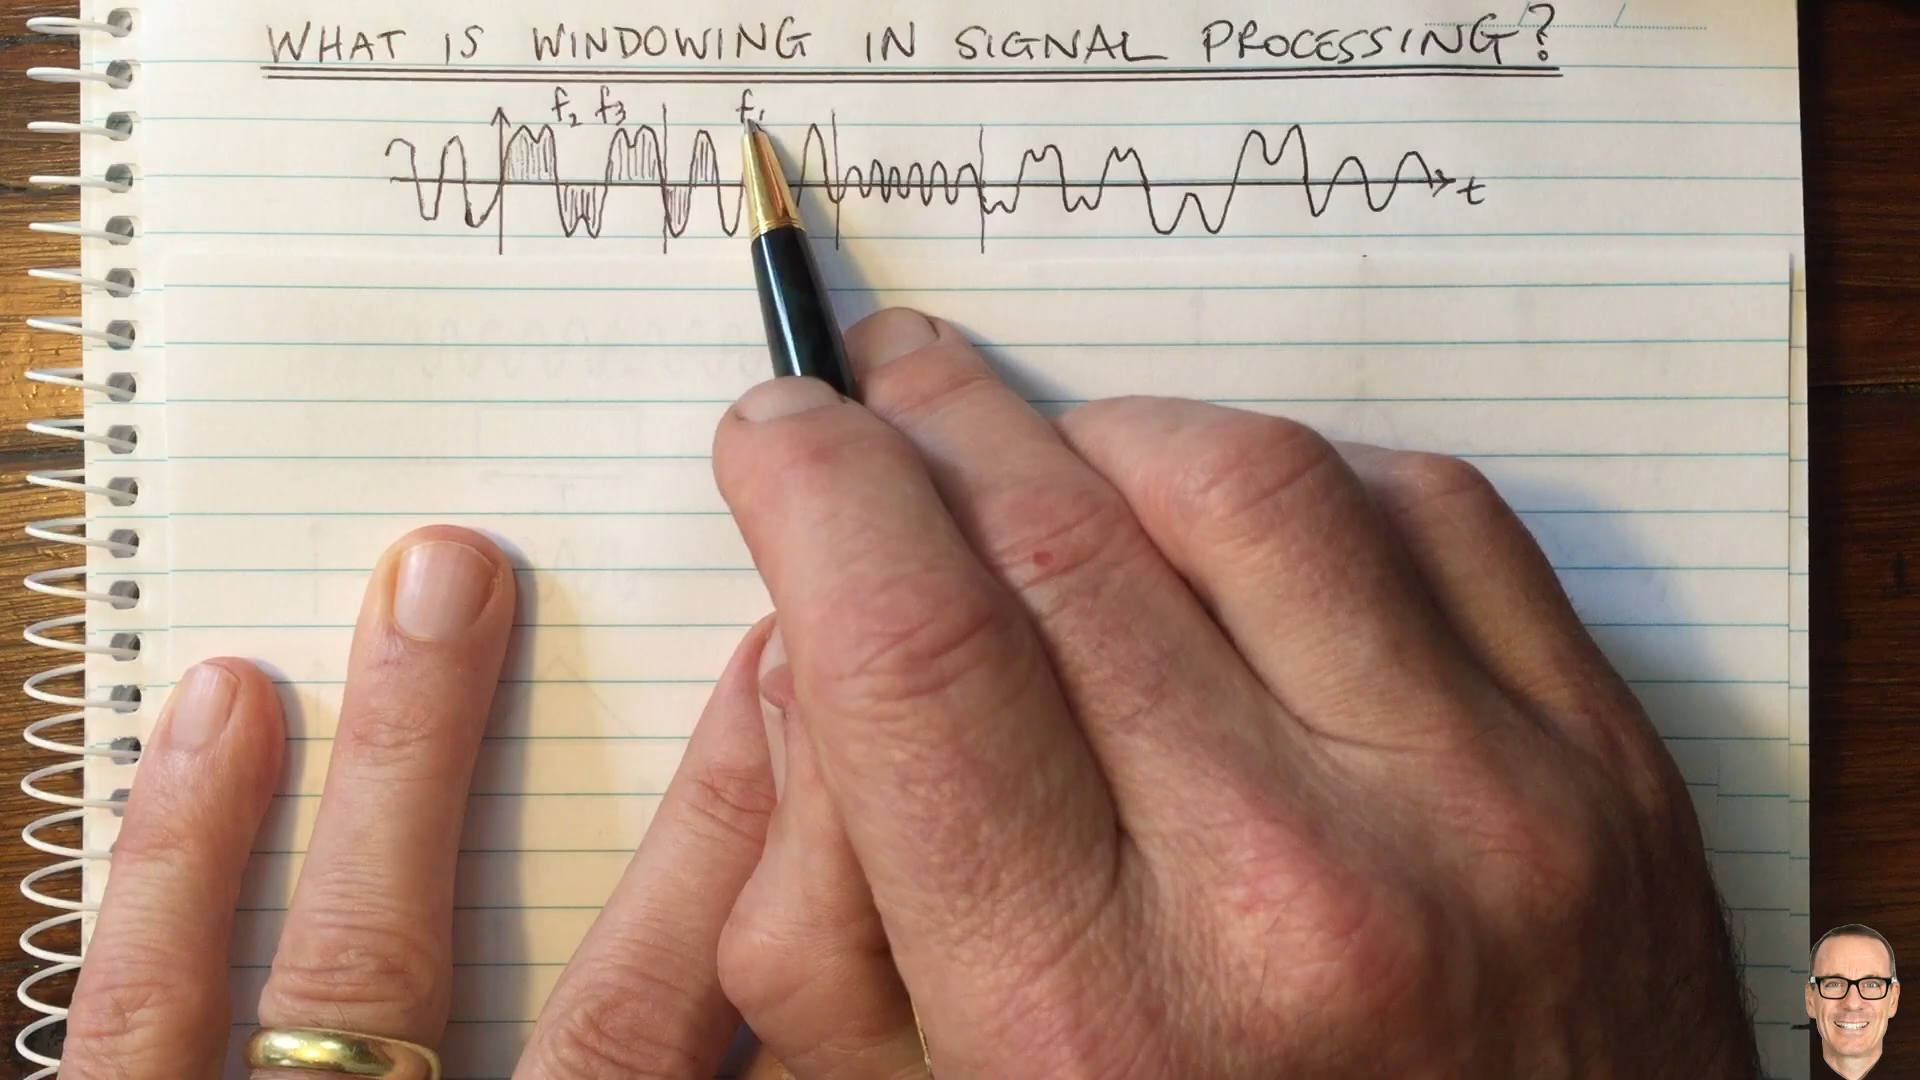 WHAT IS WINDOWING IN SIGNAL PROCESSING?
f₂ f₃ f₁
t